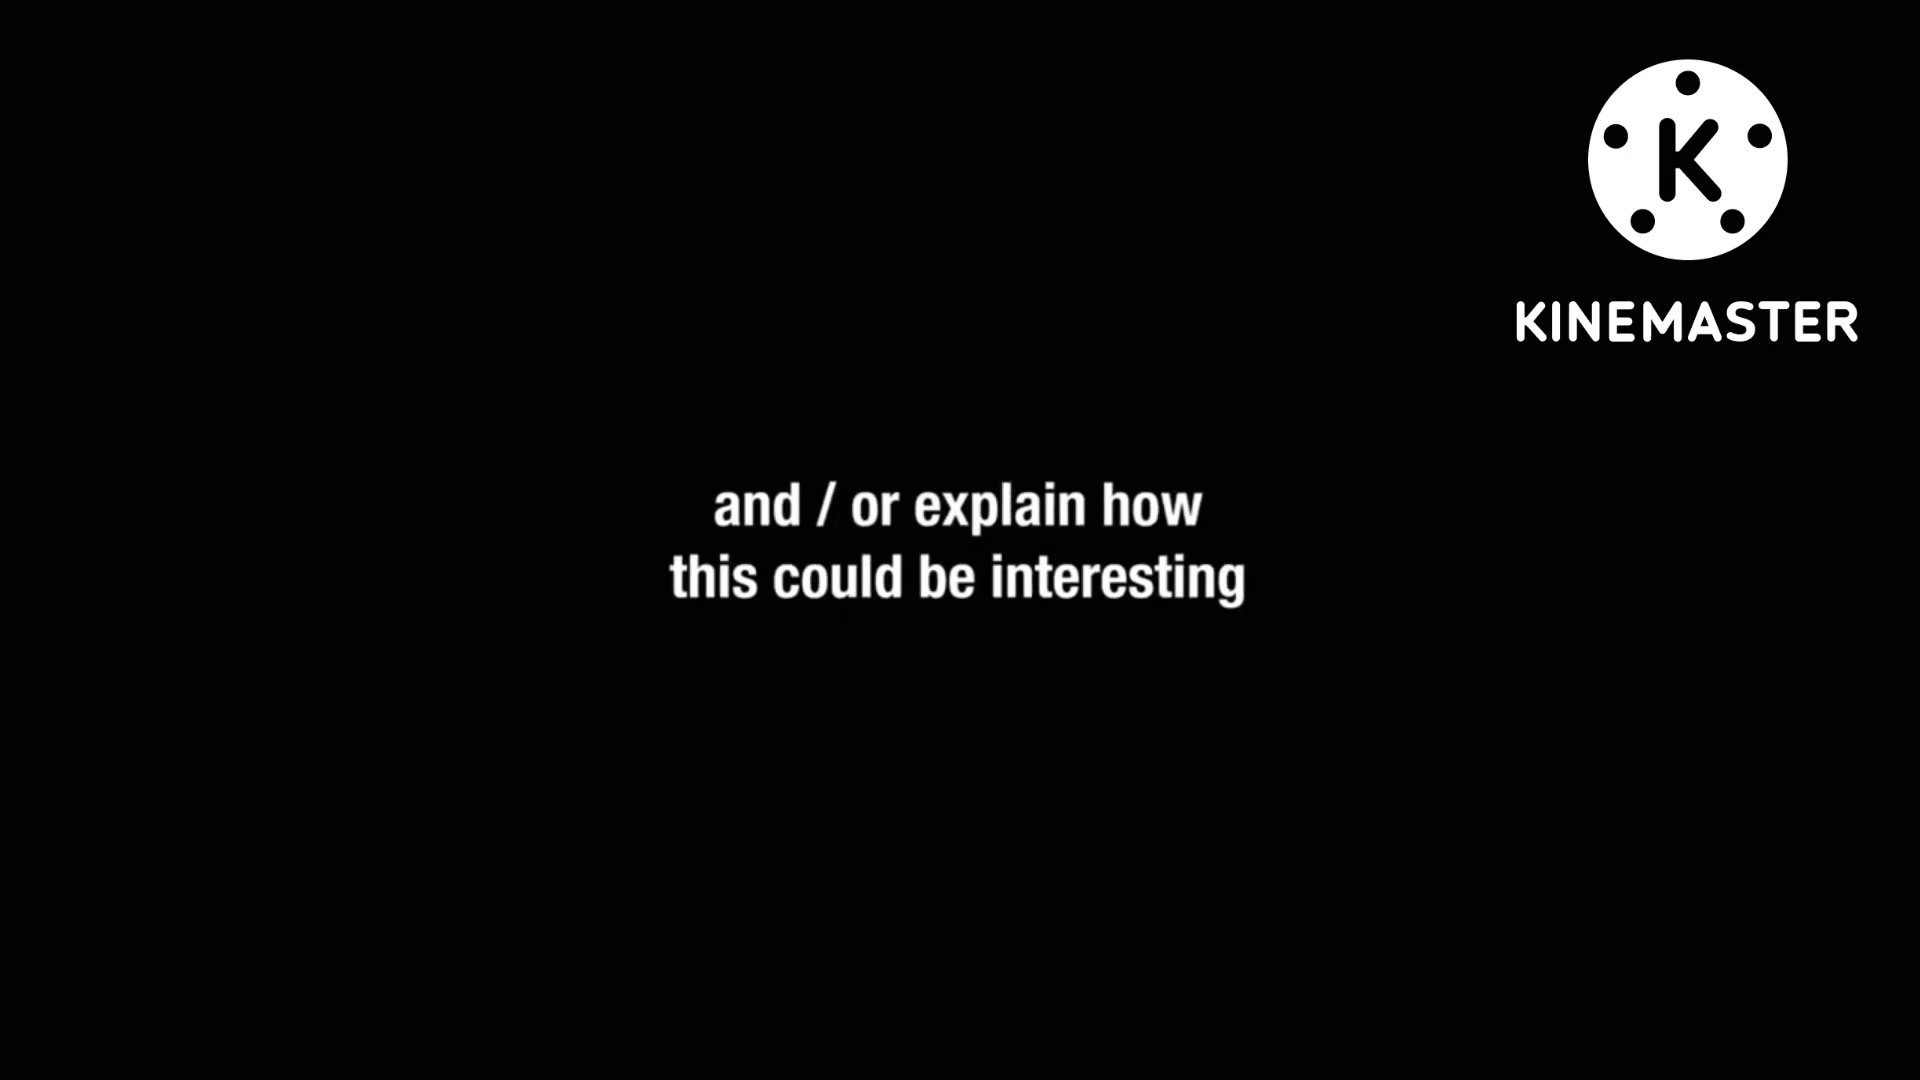 K
KINEMASTER
and / or explain how
this could be interesting